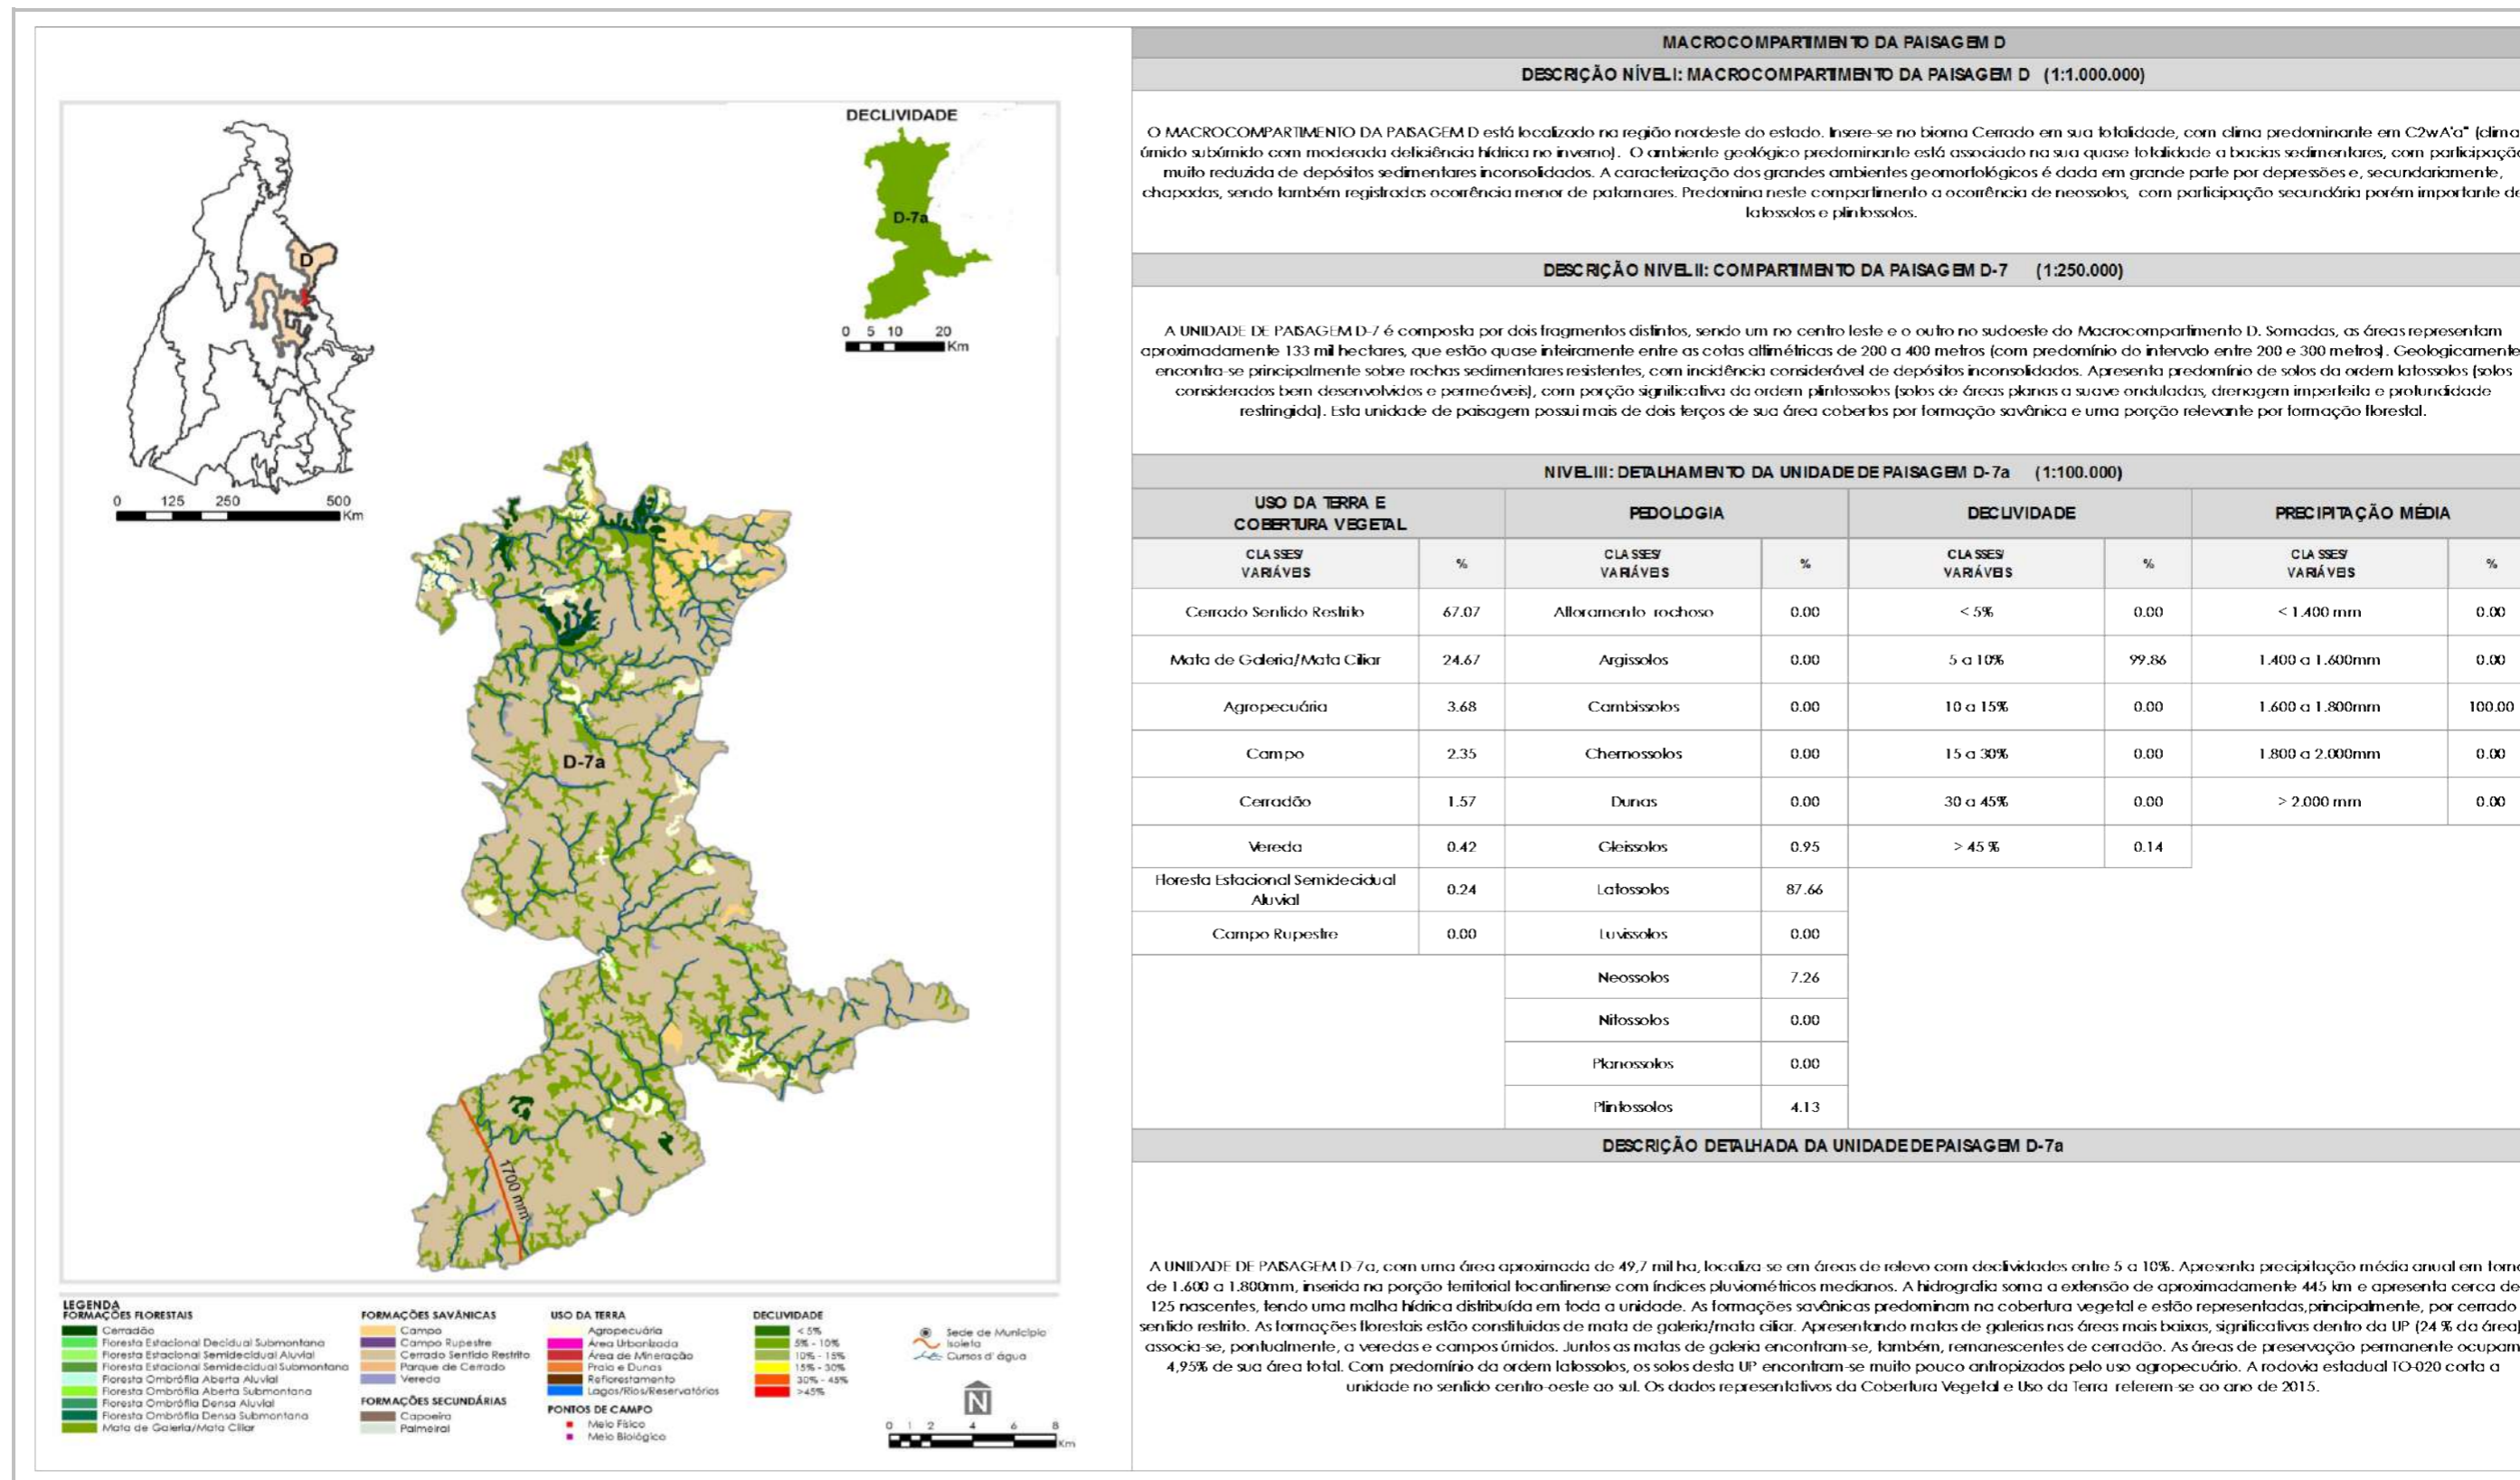 DECLIVIDADE
D-7a
0 5 10 20
Km
D
0 125 250 500
Km
D-7a
1700 mm
LEGENDA
FORMAÇÕES FLORESTAIS
Cerradão
Floresta Estacional Decidual Submontana
Floresta Estacional Semidecidual Aluvial
Floresta Estacional Semidecidual Submontana
Floresta Ombrófila Aberta Aluvial
Floresta Ombrófila Aberta Submontana
Floresta Ombrófila Densa Aluvial
Floresta Ombrófila Densa Submontana
Mata de Galeria/Mata Ciliar
FORMAÇÕES SAVÂNICAS
Campo
Campo Rupestre
Cerrado Sentido Restrito
Parque de Cerrado
Vereda
FORMAÇÕES SECUNDÁRIAS
Capoeira
Palmeiral
USO DA TERRA
Agropecuária
Área Urbanizada
Área de Mineração
Praia e Dunas
Reflorestamento
Lagos/Rios/Reservatórios
PONTOS DE CAMPO
Meio Físico
Meio Biológico
DECLIVIDADE
< 5%
5% - 10%
10% - 15%
15% - 30%
30% - 45%
>45%
Sede de Município
Isoieta
Cursos d' água
N
0 1 2 4 6 8
Km
MACROCOMPARTIMENTO DA PAISAGEM D
DESCRIÇÃO NÍVEL I: MACROCOMPARTIMENTO DA PAISAGEM D (1:1.000.000)
O MACROCOMPARTIMENTO DA PAISAGEM D está localizado na região nordeste do estado. Insere-se no bioma Cerrado em sua totalidade, com clima predominante em C2wA'a" (clima
úmido subúmido com moderada deficiência hídrica no inverno). O ambiente geológico predominante está associado na sua quase totalidade a bacias sedimentares, com participaçã
muito reduzida de depósitos sedimentares inconsolidados. A caracterização dos grandes ambientes geomorfológicos é dada em grande parte por depressões e, secundariamente,
chapadas, sendo também registradas ocorrência menor de patamares. Predomina neste compartimento a ocorrência de neossolos, com participação secundária porém importante de
latossolos e plintossolos.
DESCRIÇÃO NIVEL II: COMPARTIMENTO DA PAISAGEM D-7 (1:250.000)
A UNIDADE DE PAISAGEM D-7 é composta por dois fragmentos distintos, sendo um no centro leste e o outro no sudoeste do Macrocompartimento D. Somadas, as áreas representam
aproximadamente 133 mil hectares, que estão quase inteiramente entre as cotas altimétricas de 200 a 400 metros (com predomínio do intervalo entre 200 e 300 metros). Geologicamente
encontra-se principalmente sobre rochas sedimentares resistentes, com incidência considerável de depósitos inconsolidados. Apresenta predomínio de solos da ordem latossolos (solos
considerados bem desenvolvidos e permeáveis), com porção significativa da ordem plintossolos (solos de áreas planas a suave onduladas, drenagem imperfeita e profundidade
restringida). Esta unidade de paisagem possui mais de dois terços de sua área cobertos por formação savânica e uma porção relevante por formação florestal.
NIVEL III: DETALHAMENTO DA UNIDADE DE PAISAGEM D-7a (1:100.000)
USO DA TERRA E
COBERTURA VEGETAL PEDOLOGIA DECLIVIDADE PRECIPITAÇÃO MÉDIA
CLASSES/
VARIÁVEIS % CLASSES/
VARIÁVEIS % CLASSES/
VARIÁVEIS % CLASSES/
VARIÁVEIS %
Cerrado Sentido Restrito 67.07 Afloramento rochoso 0.00 < 5% 0.00 < 1.400 mm 0.00
Mata de Galeria/Mata Ciliar 24.67 Argissolos 0.00 5 a 10% 99.86 1.400 a 1.600mm 0.00
Agropecuária 3.68 Cambissolos 0.00 10 a 15% 0.00 1.600 a 1.800mm 100.00
Campo 2.35 Chernossolos 0.00 15 a 30% 0.00 1.800 a 2.000mm 0.00
Cerradão 1.57 Dunas 0.00 30 a 45% 0.00 > 2.000 mm 0.00
Vereda 0.42 Gleissolos 0.95 > 45 % 0.14
Floresta Estacional Semidecidual
Aluvial 0.24 Latossolos 87.66
Campo Rupestre 0.00 Luvissolos 0.00
Neossolos 7.26
Nitossolos 0.00
Planossolos 0.00
Plintossolos 4.13
DESCRIÇÃO DETALHADA DA UNIDADE DE PAISAGEM D-7a
A UNIDADE DE PAISAGEM D-7a, com uma área aproximada de 49,7 mil ha, localiza se em áreas de relevo com declividades entre 5 a 10%. Apresenta precipitação média anual em torno
de 1.600 a 1.800mm, inserida na porção territorial tocantinense com índices pluviométricos medianos. A hidrografia soma a extensão de aproximadamente 445 km e apresenta cerca de
125 nascentes, tendo uma malha hídrica distribuída em toda a unidade. As formações savânicas predominam na cobertura vegetal e estão representadas,principalmente, por cerrado
sentido restrito. As formações florestais estão constituidas de mata de galeria/mata ciliar. Apresentando matas de galerias nas áreas mais baixas, significativas dentro da UP (24 % da área)
associa-se, pontualmente, a veredas e campos úmidos. Juntos as matas de galeria encontram-se, também, remanescentes de cerradão. As áreas de preservação permanente ocupam
4,95% de sua área total. Com predomínio da ordem latossolos, os solos desta UP encontram-se muito pouco antropizados pelo uso agropecuário. A rodovia estadual TO-020 corta a
unidade no sentido centro-oeste ao sul. Os dados representativos da Cobertura Vegetal e Uso da Terra referem-se ao ano de 2015.